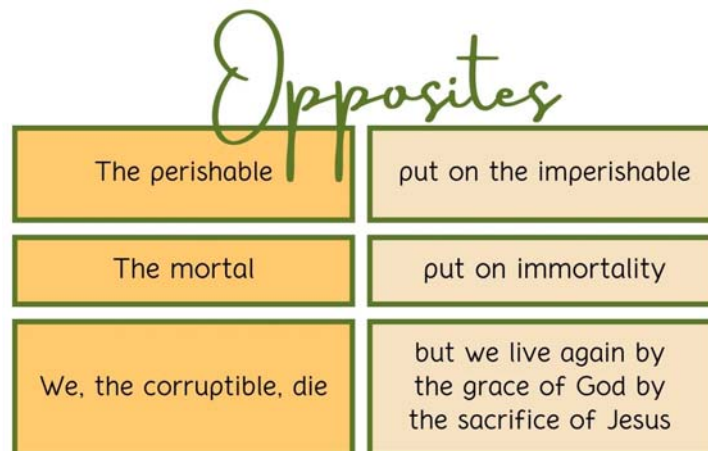 Opposites
The perishable
put on the imperishable
The mortal
put on immortality
We, the corruptible, die
but we live again by
the grace of God by
the sacrifice of Jesus